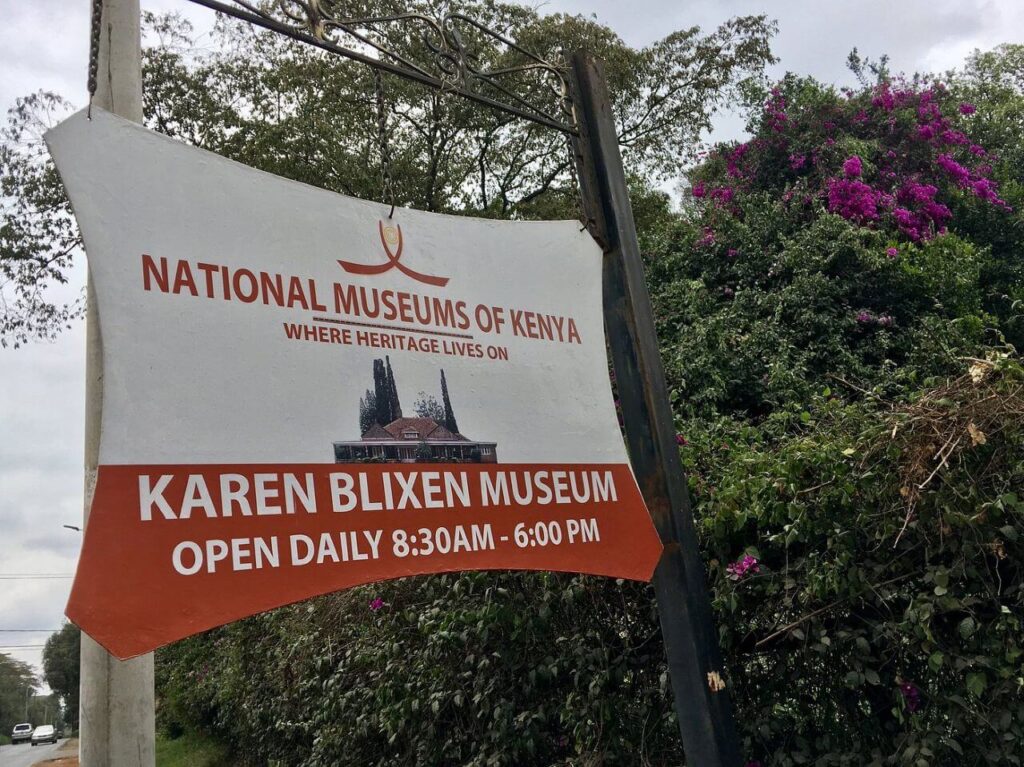 NATIONAL MUSEUMS OF KENYA
WHERE HERITAGE LIVES ON
KAREN BLIXEN MUSEUM
OPEN DAILY 8:30AM - 6:00 PM